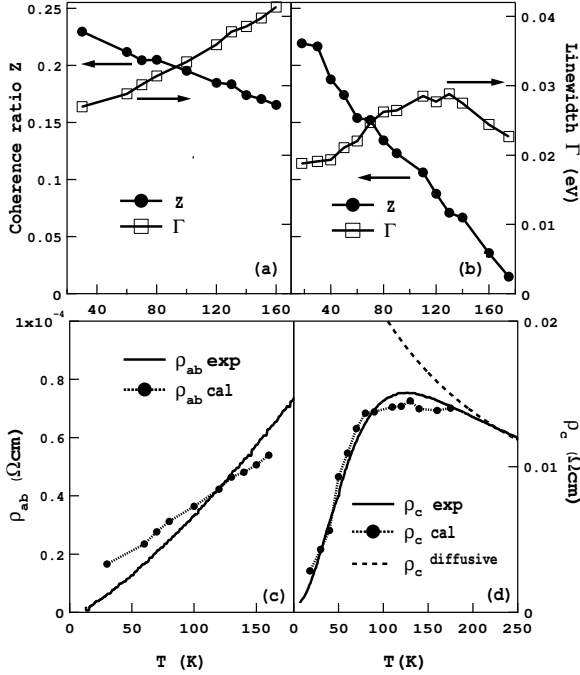 0.25
0.2
0.15
0.1
0.05
0
Coherence ratio Z
Z
Γ
(a)
40 80 120 160
0.04
0.03
0.02
0.01
0
Linewidth Γ (eV)
Z
Γ
(b)
40 80 120 160
1x10⁻⁴
0.8
0.6
0.4
0.2
0
ρab (Ωcm)
ρab exp
ρab cal
(c)
0 50 100 150
T (K)
0.02
0.01
0
ρc (Ωcm)
ρc exp
ρc cal
ρc diffusive
(d)
0 50 100 150 200 250
T(K)